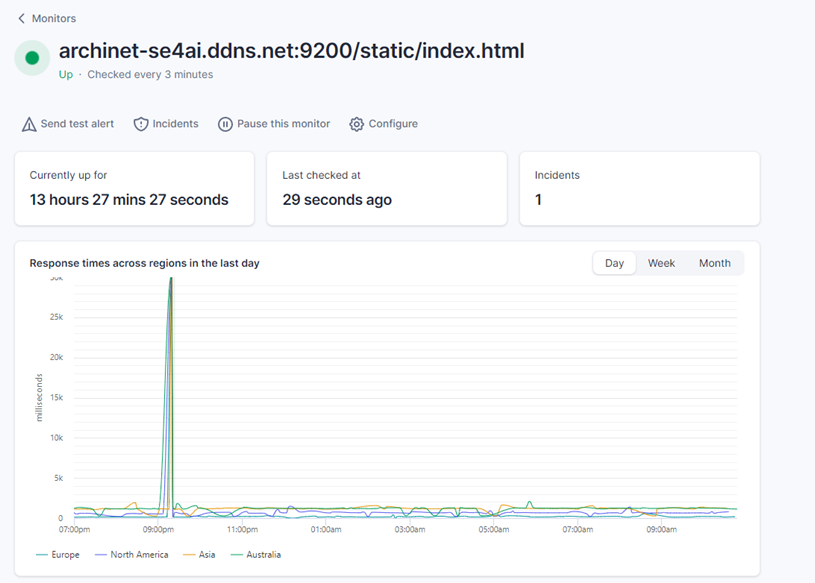 Monitors
archinet-se4ai.ddns.net:9200/static/index.html
Up · Checked every 3 minutes
Send test alert Incidents Pause this monitor Configure
Currently up for Last checked at Incidents
13 hours 27 mins 27 seconds 29 seconds ago 1
Response times across regions in the last day Day Week Month
30k
25k
20k
15k
10k
5k
0
milliseconds
07:00pm 09:00pm 11:00pm 01:00am 03:00am 05:00am 07:00am 09:00am
Europe North America Asia Australia